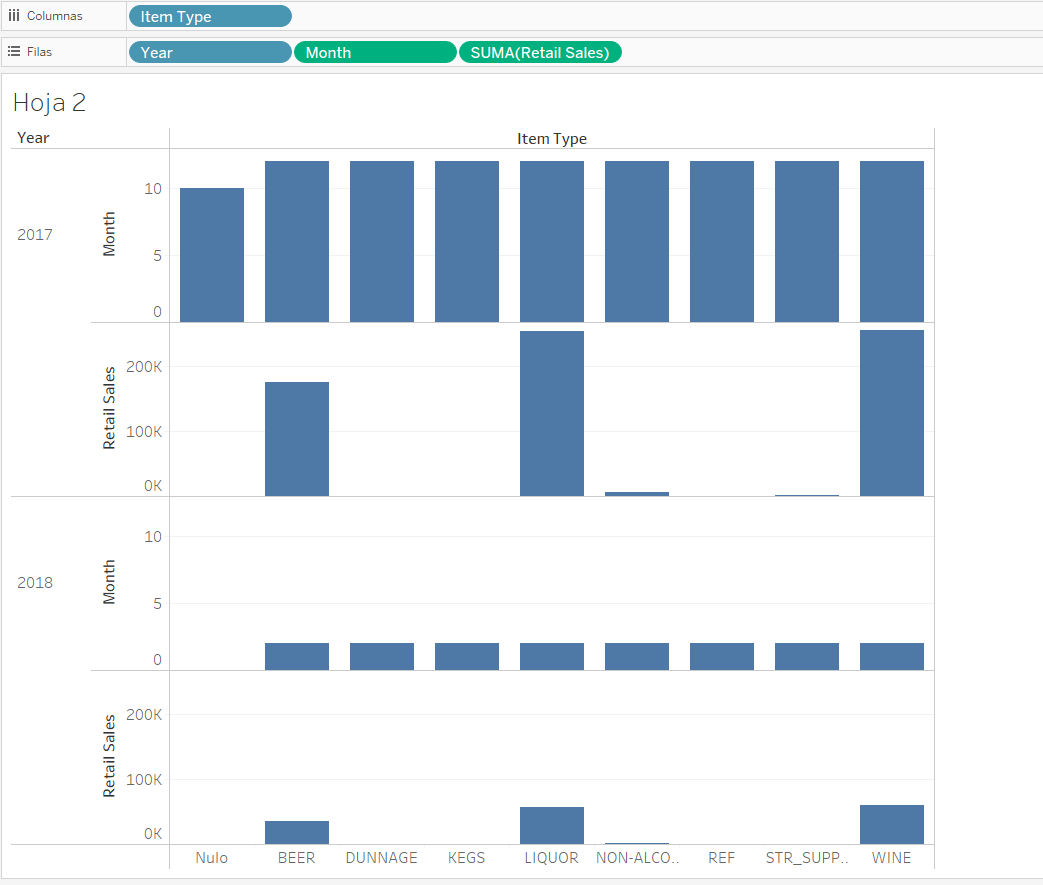 Columnas Item Type
Filas Year Month SUMA(Retail Sales)
Hoja 2
Year Item Type
2017
Month
10
5
0
Retail Sales
200K
100K
0K
2018
Month
10
5
0
Retail Sales
200K
100K
0K
Nulo BEER DUNNAGE KEGS LIQUOR NON-ALCO.. REF STR_SUPP.. WINE